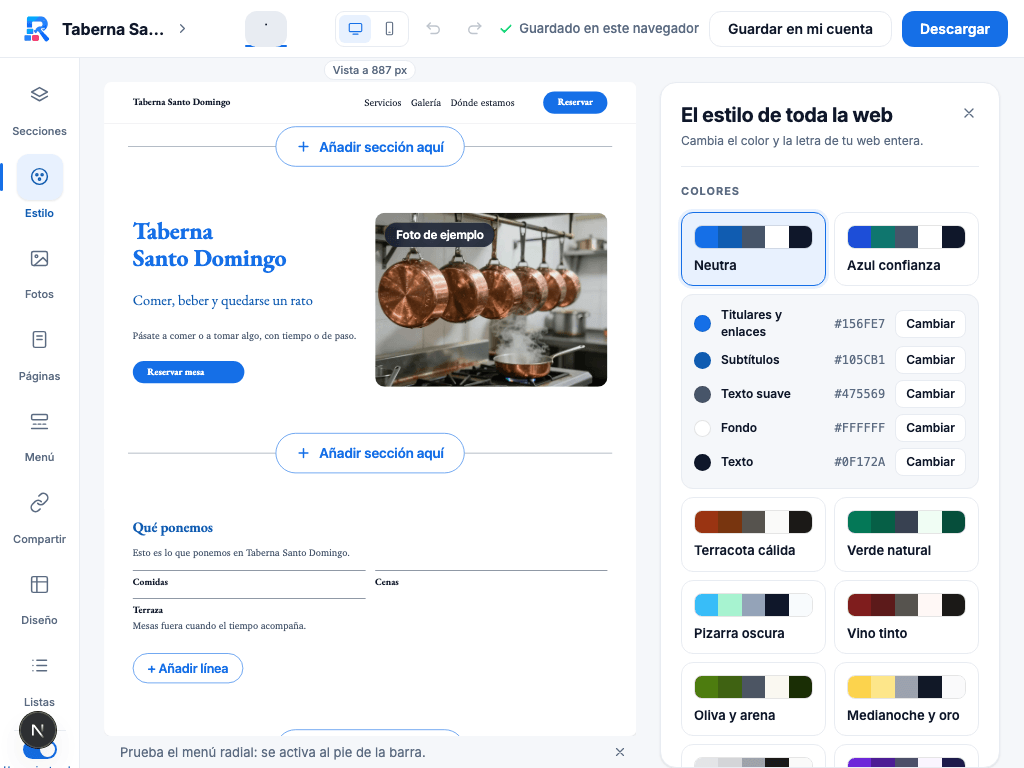 Taberna Sa...
Guardado en este navegador
Guardar en mi cuenta
Descargar
Vista a 887 px
Secciones
Estilo
Fotos
Páginas
Menú
Compartir
Diseño
Listas
N
Taberna Santo Domingo
Servicios
Galería
Dónde estamos
Reservar
+ Añadir sección aquí
Taberna
Santo Domingo
Comer, beber y quedarse un rato
Pásate a comer o a tomar algo, con tiempo o de paso.
Reservar mesa
Foto de ejemplo
+ Añadir sección aquí
Qué ponemos
Esto es lo que ponemos en Taberna Santo Domingo.
Comidas
Cenas
Terraza
Mesas fuera cuando el tiempo acompaña.
+ Añadir línea
Prueba el menú radial: se activa al pie de la barra.
El estilo de toda la web
Cambia el color y la letra de tu web entera.
COLORES
Neutra
Azul confianza
Titulares y
enlaces
#156FE7
Cambiar
Subtítulos
#105CB1
Cambiar
Texto suave
#475569
Cambiar
Fondo
#FFFFFF
Cambiar
Texto
#0F172A
Cambiar
Terracota cálida
Verde natural
Pizarra oscura
Vino tinto
Oliva y arena
Medianoche y oro